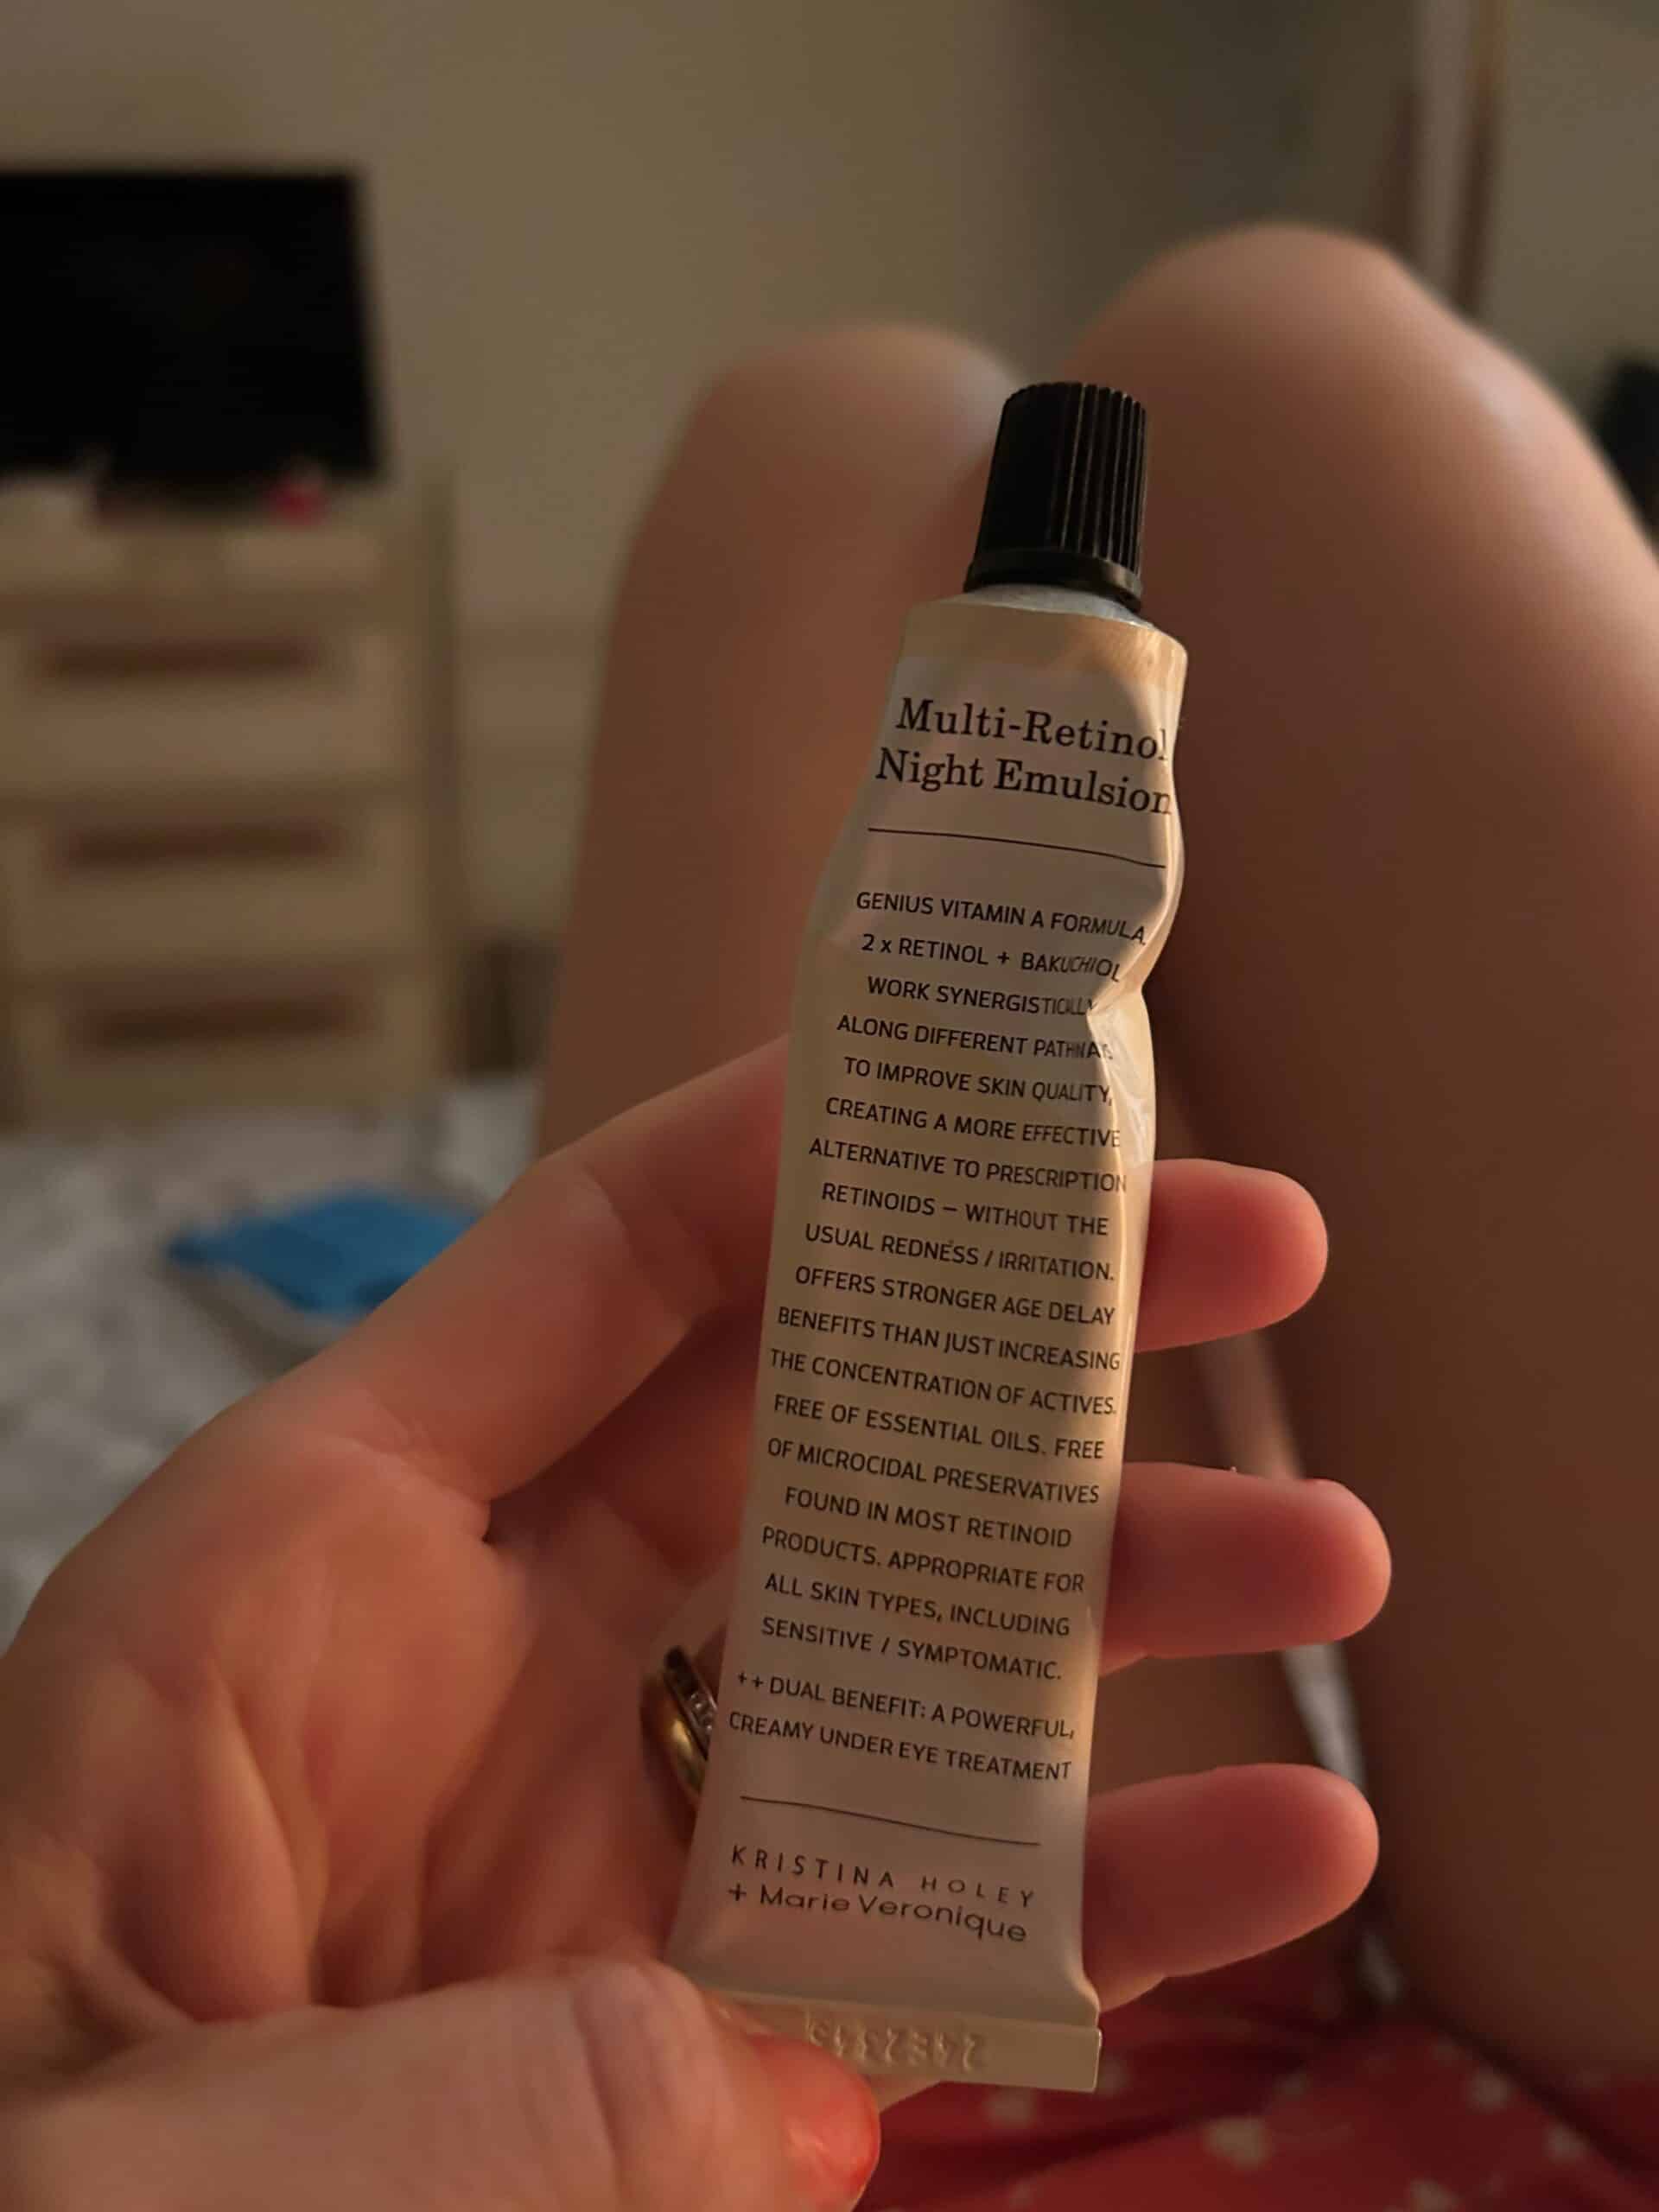 Multi-Retinol
Night Emulsion
GENIUS VITAMIN A FORMULA.
2 x RETINOL + BAKUCHIOL
WORK SYNERGISTICALLY
ALONG DIFFERENT PATHWAYS
TO IMPROVE SKIN QUALITY,
CREATING A MORE EFFECTIVE
ALTERNATIVE TO PRESCRIPTION
RETINOIDS – WITHOUT THE
USUAL REDNESS / IRRITATION.
OFFERS STRONGER AGE DELAY
BENEFITS THAN JUST INCREASING
THE CONCENTRATION OF ACTIVES.
FREE OF ESSENTIAL OILS. FREE
OF MICROCIDAL PRESERVATIVES
FOUND IN MOST RETINOID
PRODUCTS. APPROPRIATE FOR
ALL SKIN TYPES, INCLUDING
SENSITIVE / SYMPTOMATIC.
++ DUAL BENEFIT: A POWERFUL,
CREAMY UNDER EYE TREATMENT
KRISTINA HOLEY
+ Marie Veronique